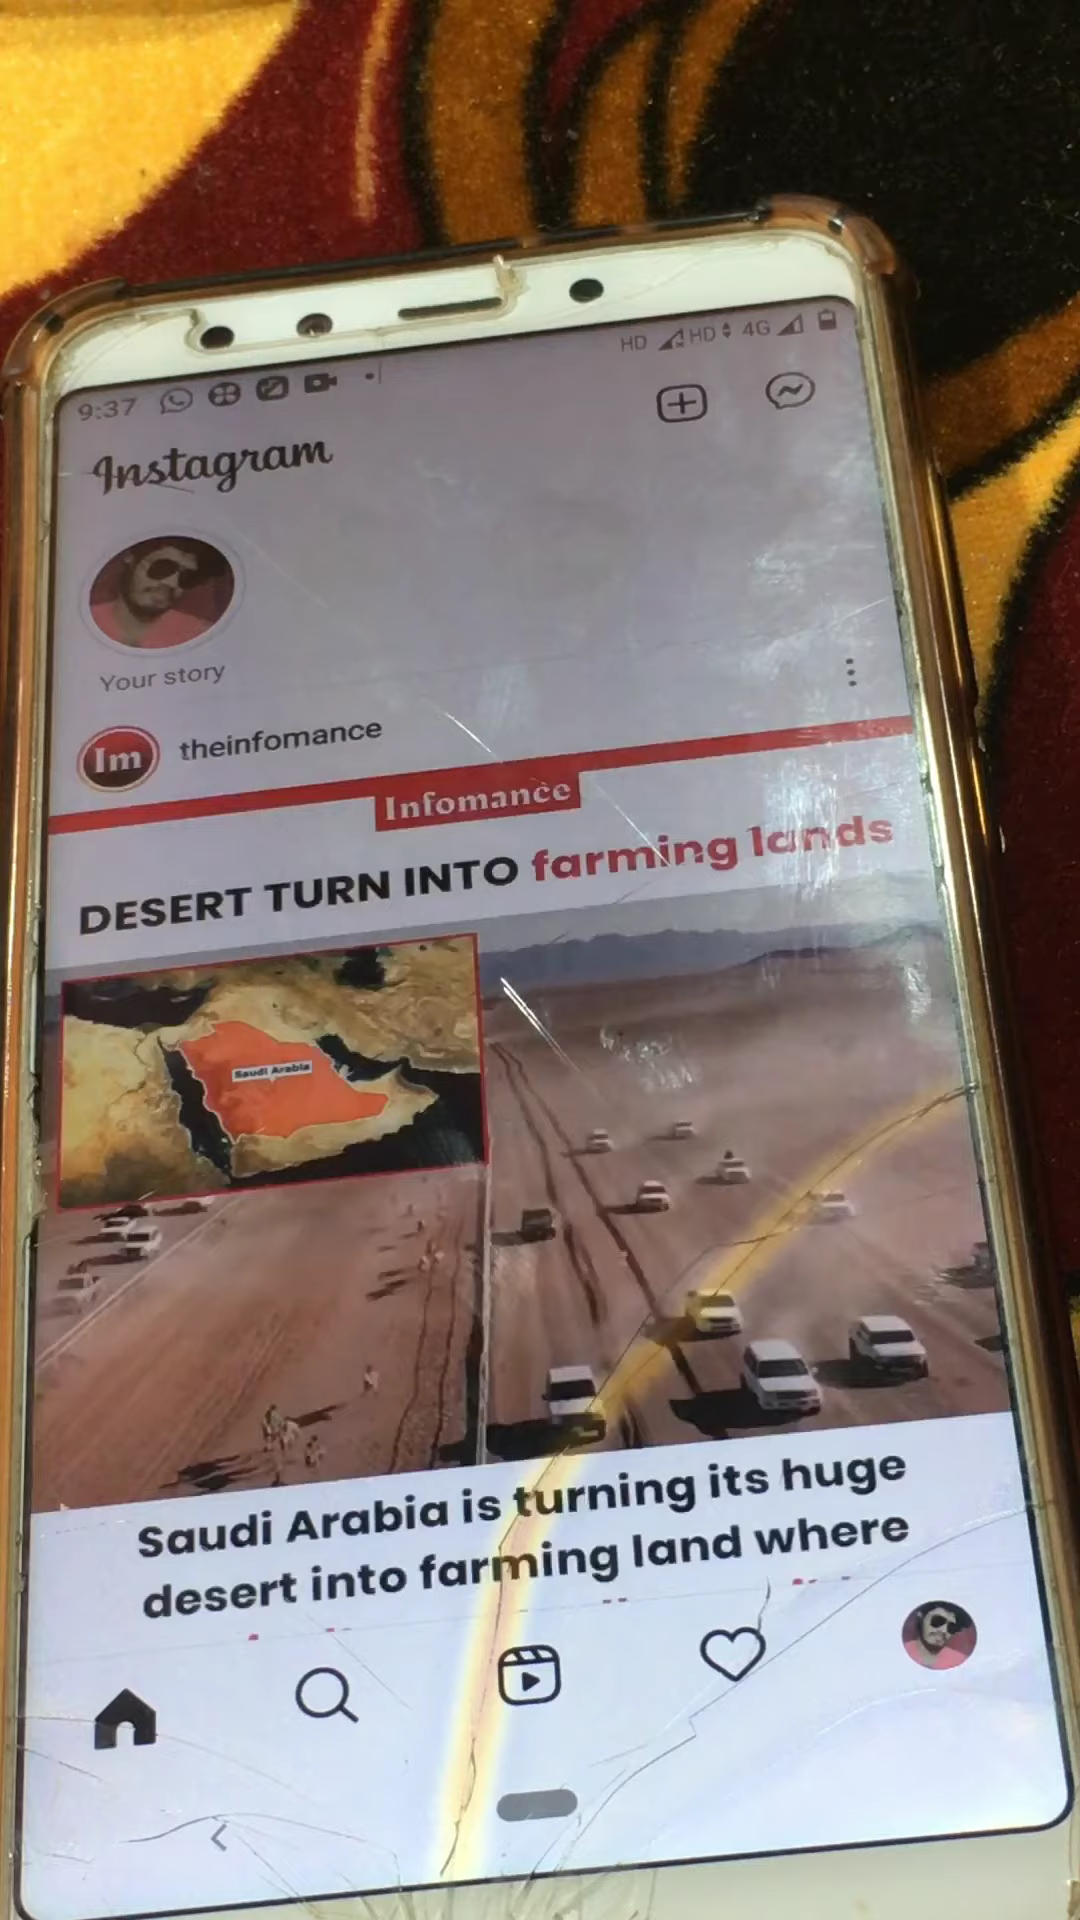 9:37
HD HD 4G
Instagram
Your story
Im theinfomance
Infomance
DESERT TURN INTO farming lands
Saudi Arabia
Saudi Arabia is turning its huge
desert into farming land where